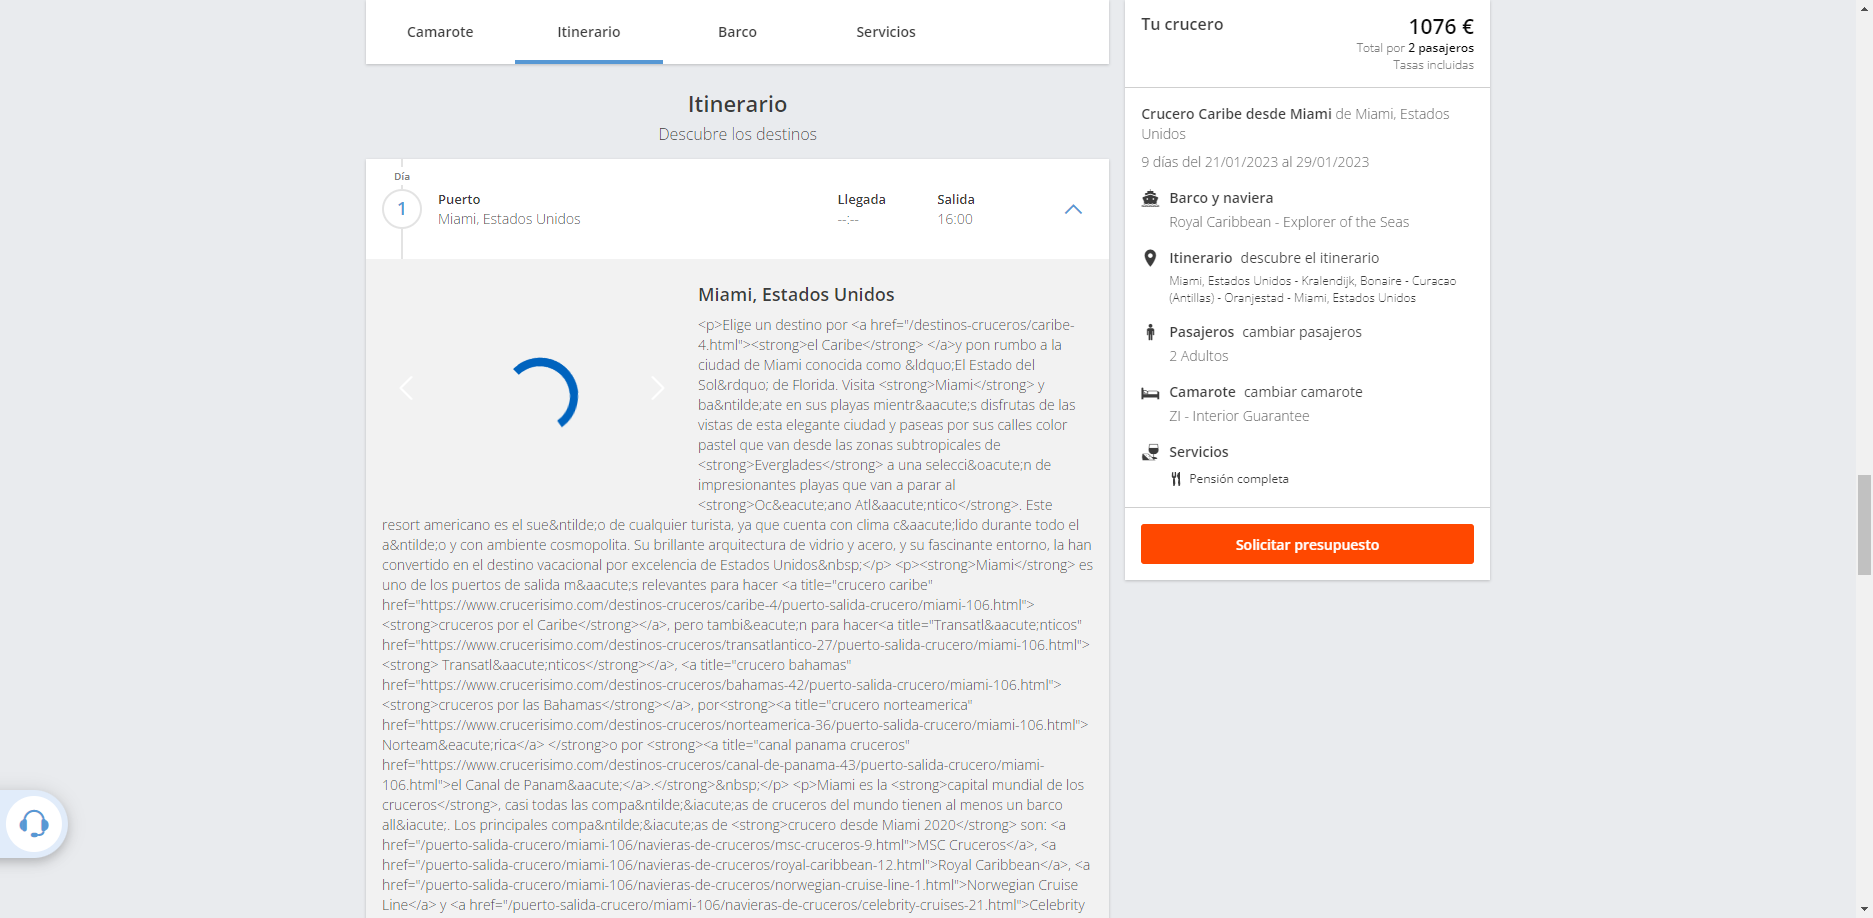 Camarote
Itinerario
Barco
Servicios
Itinerario
Descubre los destinos
Día
1
Puerto
Miami, Estados Unidos
Llegada
--:--
Salida
16:00
Miami, Estados Unidos
<p>Elige un destino por <a href="/destinos-cruceros/caribe-
4.html"><strong>el Caribe</strong> </a>y pon rumbo a la
ciudad de Miami conocida como &ldquo;El Estado del
Sol&rdquo; de Florida. Visita <strong>Miami</strong> y
ba&ntilde;ate en sus playas mientr&aacute;s disfrutas de las
vistas de esta elegante ciudad y paseas por sus calles color
pastel que van desde las zonas subtropicales de
<strong>Everglades</strong> a una selecci&oacute;n de
impresionantes playas que van a parar al
<strong>Oc&eacute;ano Atl&aacute;ntico</strong>. Este
resort americano es el sue&ntilde;o de cualquier turista, ya que cuenta con clima c&aacute;lido durante todo el
a&ntilde;o y con ambiente cosmopolita. Su brillante arquitectura de vidrio y acero, y su fascinante entorno, la han
convertido en el destino vacacional por excelencia de Estados Unidos&nbsp;</p> <p><strong>Miami</strong> es
uno de los puertos de salida m&aacute;s relevantes para hacer <a title="crucero caribe"
href="https://www.crucerisimo.com/destinos-cruceros/caribe-4/puerto-salida-crucero/miami-106.html">
<strong>cruceros por el Caribe</strong></a>, pero tambi&eacute;n para hacer<a title="Transatl&aacute;nticos"
href="https://www.crucerisimo.com/destinos-cruceros/transatlantico-27/puerto-salida-crucero/miami-106.html">
<strong> Transatl&aacute;nticos</strong></a>, <a title="crucero bahamas"
href="https://www.crucerisimo.com/destinos-cruceros/bahamas-42/puerto-salida-crucero/miami-106.html">
<strong>cruceros por las Bahamas</strong></a>, por<strong><a title="crucero norteamerica"
href="https://www.crucerisimo.com/destinos-cruceros/norteamerica-36/puerto-salida-crucero/miami-106.html">
Norteam&eacute;rica</a> </strong>o por <strong><a title="canal panama cruceros"
href="https://www.crucerisimo.com/destinos-cruceros/canal-de-panama-43/puerto-salida-crucero/miami-
106.html">el Canal de Panam&aacute;</a>.</strong>&nbsp;</p> <p>Miami es la <strong>capital mundial de los
cruceros</strong>, casi todas las compa&ntilde;&iacute;as de cruceros del mundo tienen al menos un barco
all&iacute;. Los principales compa&ntilde;&iacute;as de <strong>crucero desde Miami 2020</strong> son: <a
href="/puerto-salida-crucero/miami-106/navieras-de-cruceros/msc-cruceros-9.html">MSC Cruceros</a>, <a
href="/puerto-salida-crucero/miami-106/navieras-de-cruceros/royal-caribbean-12.html">Royal Caribbean</a>, <a
href="/puerto-salida-crucero/miami-106/navieras-de-cruceros/norwegian-cruise-line-1.html">Norwegian Cruise
Line</a> y <a href="/puerto-salida-crucero/miami-106/navieras-de-cruceros/celebrity-cruises-21.html">Celebrity
Tu crucero
1076 €
Total por 2 pasajeros
Tasas incluidas
Crucero Caribe desde Miami de Miami, Estados
Unidos
9 días del 21/01/2023 al 29/01/2023
Barco y naviera
Royal Caribbean - Explorer of the Seas
Itinerario descubre el itinerario
Miami, Estados Unidos - Kralendijk, Bonaire - Curacao
(Antillas) - Oranjestad - Miami, Estados Unidos
Pasajeros cambiar pasajeros
2 Adultos
Camarote cambiar camarote
ZI - Interior Guarantee
Servicios
Pensión completa
Solicitar presupuesto